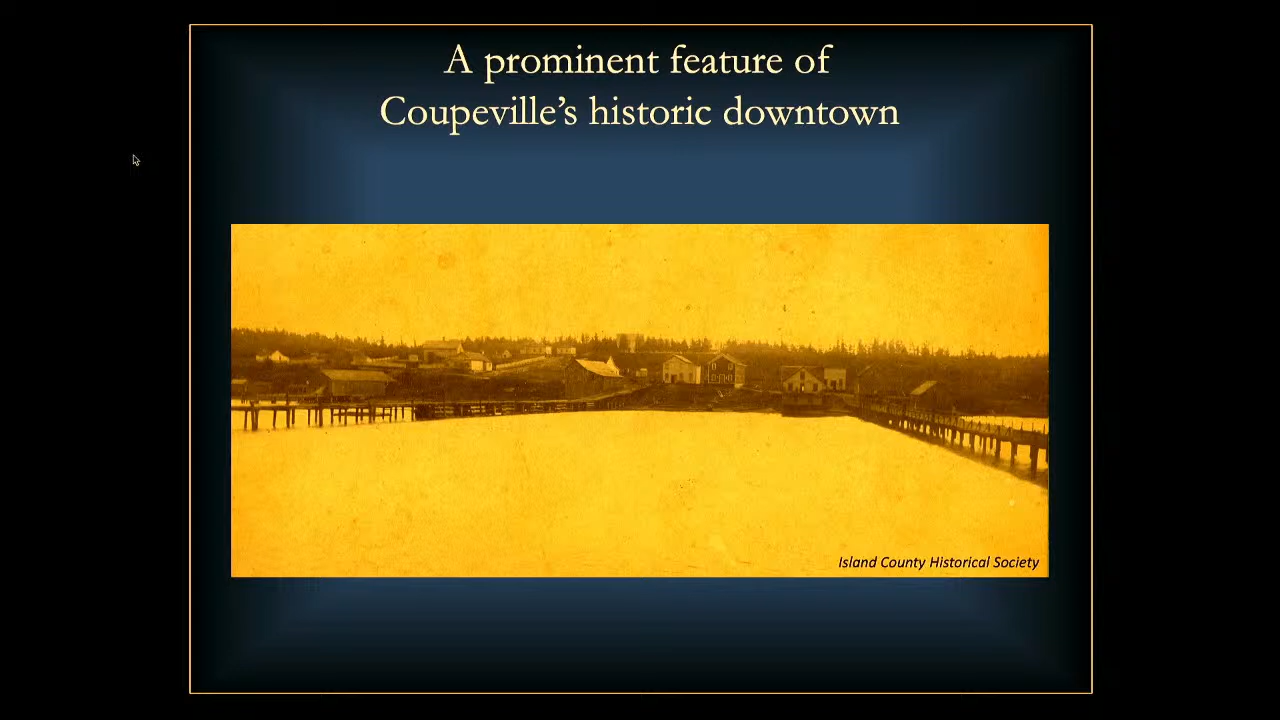 A prominent feature of
Coupeville's historic downtown
Island County Historical Society